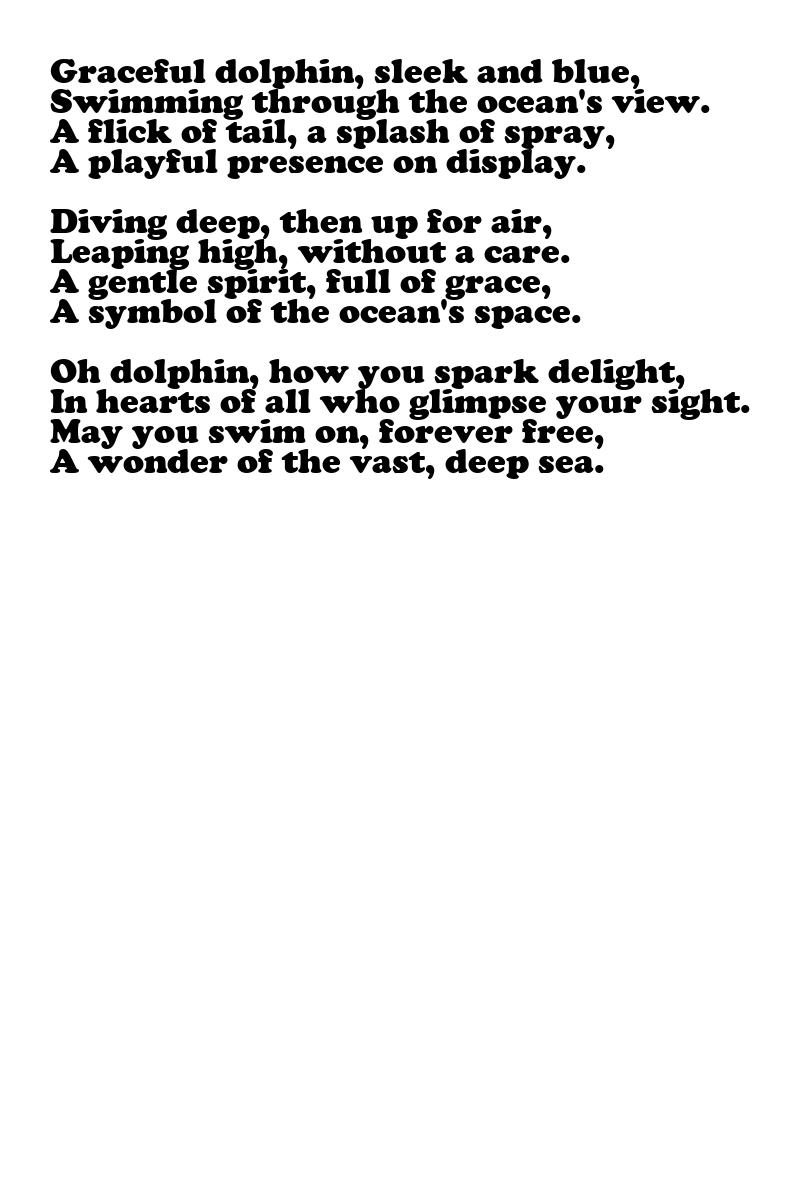 Graceful dolphin, sleek and blue,
Swimming through the ocean's view.
A flick of tail, a splash of spray,
A playful presence on display.

Diving deep, then up for air,
Leaping high, without a care.
A gentle spirit, full of grace,
A symbol of the ocean's space.

Oh dolphin, how you spark delight,
In hearts of all who glimpse your sight.
May you swim on, forever free,
A wonder of the vast, deep sea.